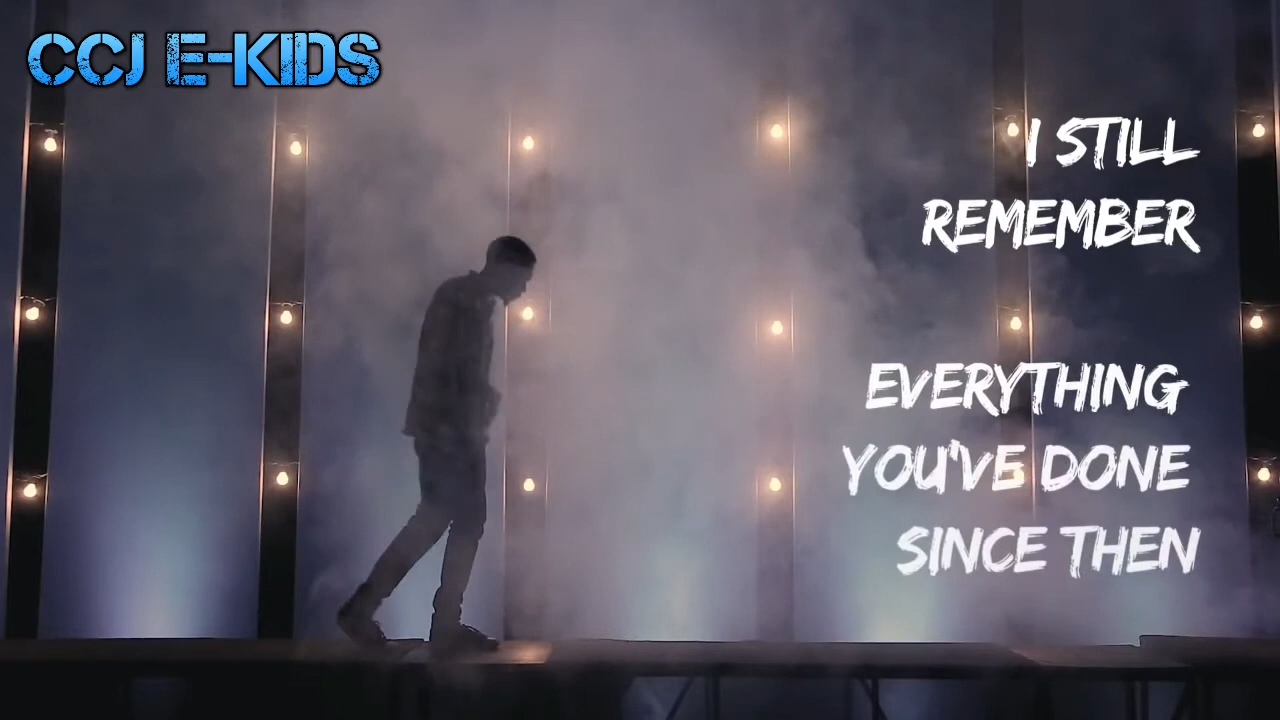 CCJ E-KIDS
I STILL
REMEMBER
EVERYTHING
YOU'VE DONE
SINCE THEN